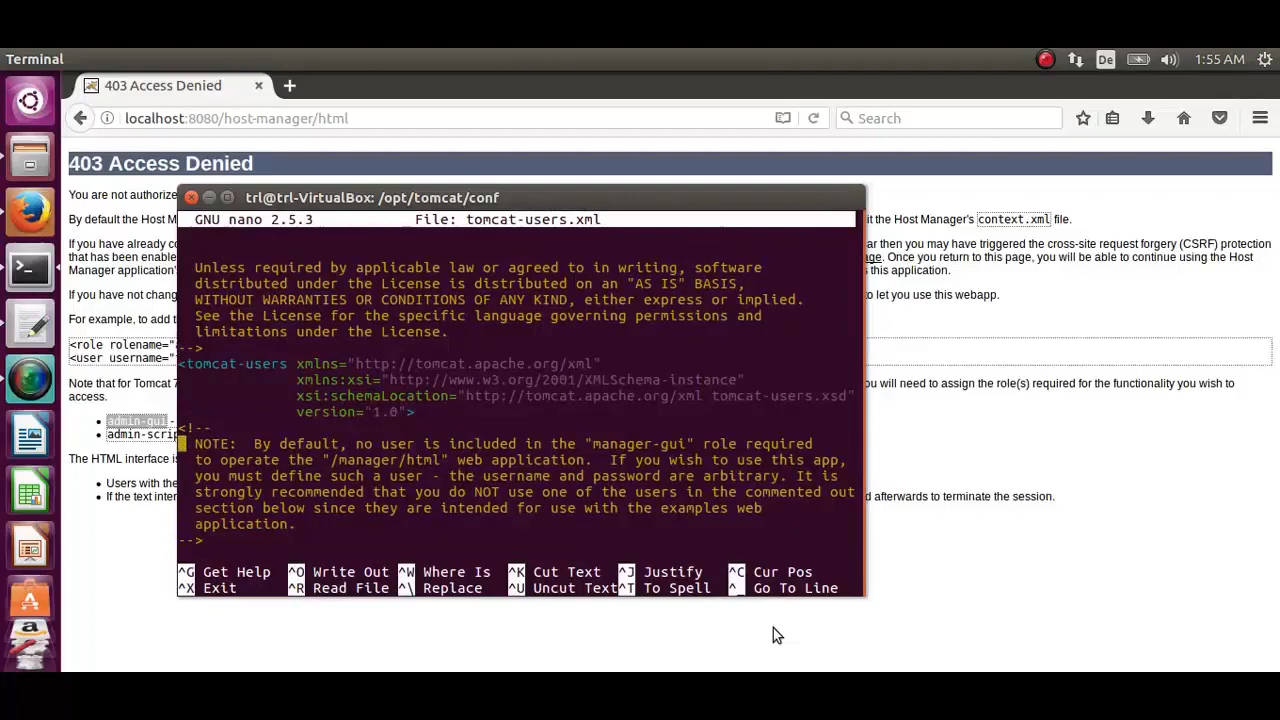 Terminal
De
1:55 AM
403 Access Denied
localhost:8080/host-manager/html
Search
403 Access Denied
You are not authorize
By default the Host M
it the Host Manager's context.xml file.
If you have already co
ar then you may have triggered the cross-site request forgery (CSRF) protection
that has been enable
age. Once you return to this page, you will be able to continue using the Host
Manager application'
this application.
If you have not chang
to let you use this webapp.
For example, to add t
<role rolename="
<user username="
Note that for Tomcat 7
ou will need to assign the role(s) required for the functionality you wish to
access.
admin-gui
admin-scrip
The HTML interface is
Users with the
If the text inter
d afterwards to terminate the session.
trl@trl-VirtualBox: /opt/tomcat/conf
GNU nano 2.5.3 File: tomcat-users.xml
Unless required by applicable law or agreed to in writing, software
distributed under the License is distributed on an "AS IS" BASIS,
WITHOUT WARRANTIES OR CONDITIONS OF ANY KIND, either express or implied.
See the License for the specific language governing permissions and
limitations under the License.
-->
<tomcat-users xmlns="http://tomcat.apache.org/xml"
xmlns:xsi="http://www.w3.org/2001/XMLSchema-instance"
xsi:schemaLocation="http://tomcat.apache.org/xml tomcat-users.xsd"
version="1.0">
<!--
NOTE: By default, no user is included in the "manager-gui" role required
to operate the "/manager/html" web application. If you wish to use this app,
you must define such a user - the username and password are arbitrary. It is
strongly recommended that you do NOT use one of the users in the commented out
section below since they are intended for use with the examples web
application.
-->
^G Get Help ^O Write Out ^W Where Is ^K Cut Text ^J Justify ^C Cur Pos
^X Exit ^R Read File ^\ Replace ^U Uncut Text ^T To Spell ^_ Go To Line